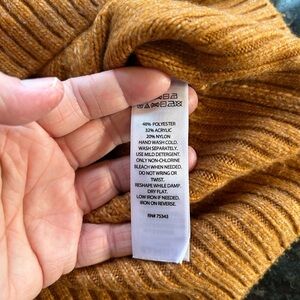 48% POLYESTER
32% ACRYLIC
20% NYLON
HAND WASH COLD.
WASH SEPARATELY.
USE MILD DETERGENT.
ONLY NON-CHLORINE
BLEACH WHEN NEEDED.
DO NOT WRING OR
TWIST.
RESHAPE WHILE DAMP.
DRY FLAT.
LOW IRON IF NEEDED.
IRON ON REVERSE.
RN# 75343